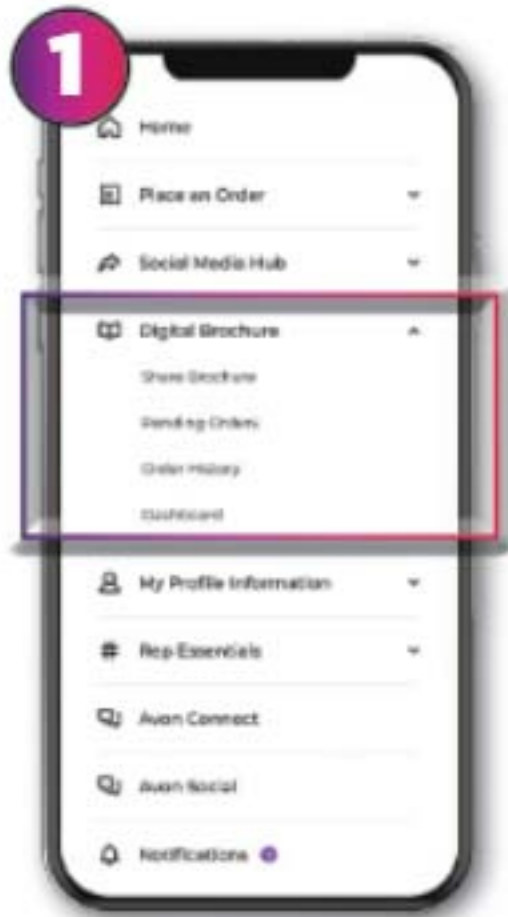 1
Home
Place an Order
Social Media Hub
Digital Brochure
Share Brochure
Pending Orders
Order History
Dashboard
My Profile Information
Rep Essentials
Avon Connect
Avon Social
Notifications